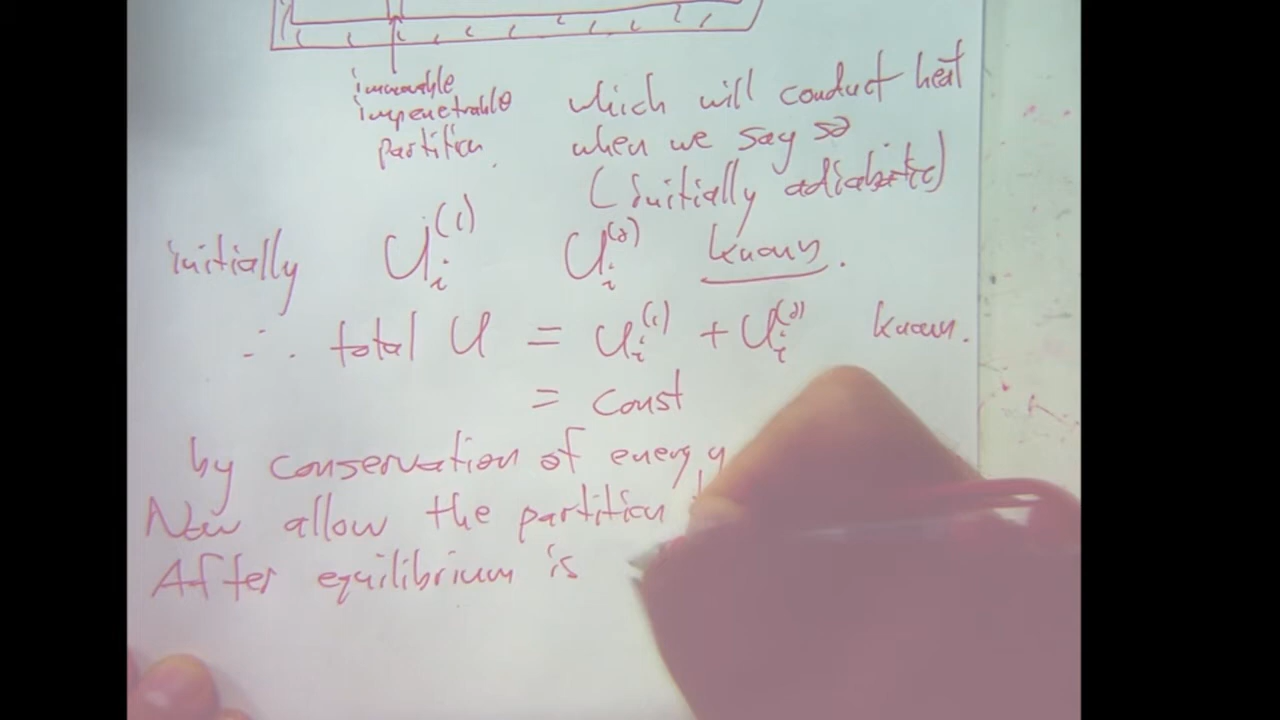 immovable
impenetrable
partition.
which will conduct heat
when we say so
(initially adiabatic)
initially U_i^(1) U_i^(2) known.
∴ total U = U_i^(1) + U_i^(2) known.
= const
by conservation of energy
Now allow the partition
After equilibrium is